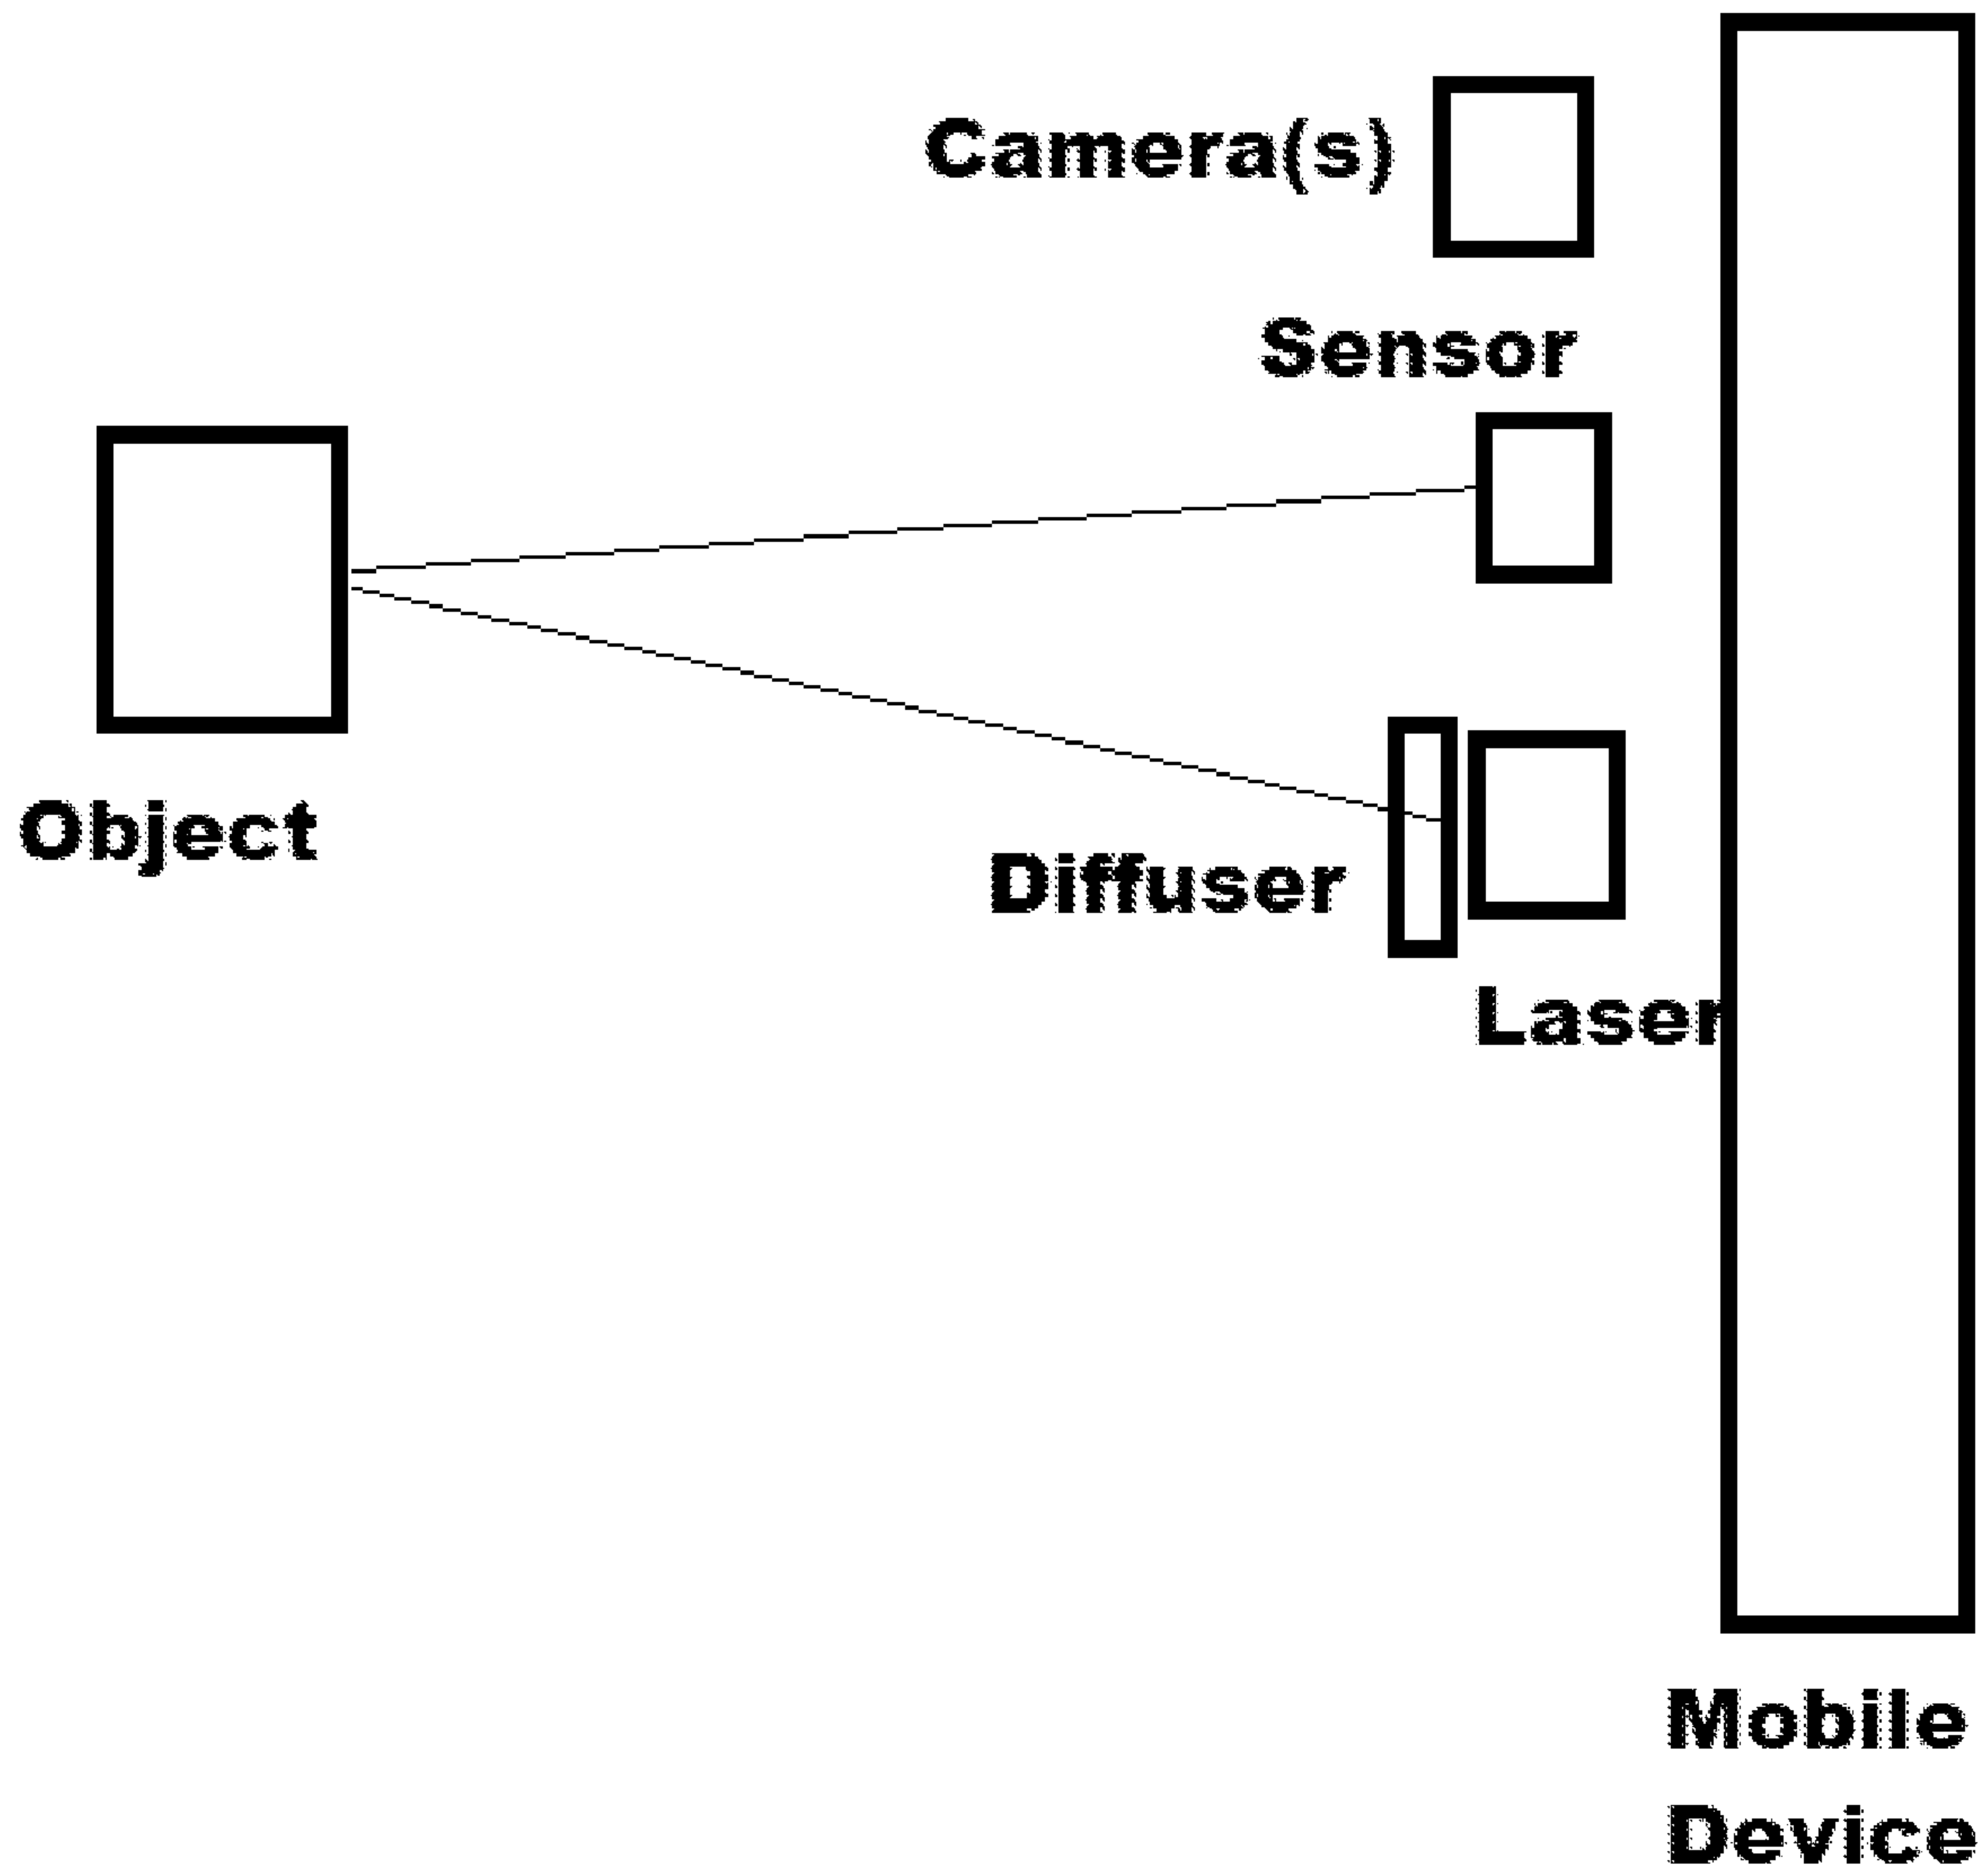 Camera(s)
Sensor
Object
Diffuser
Laser
Mobile
Device